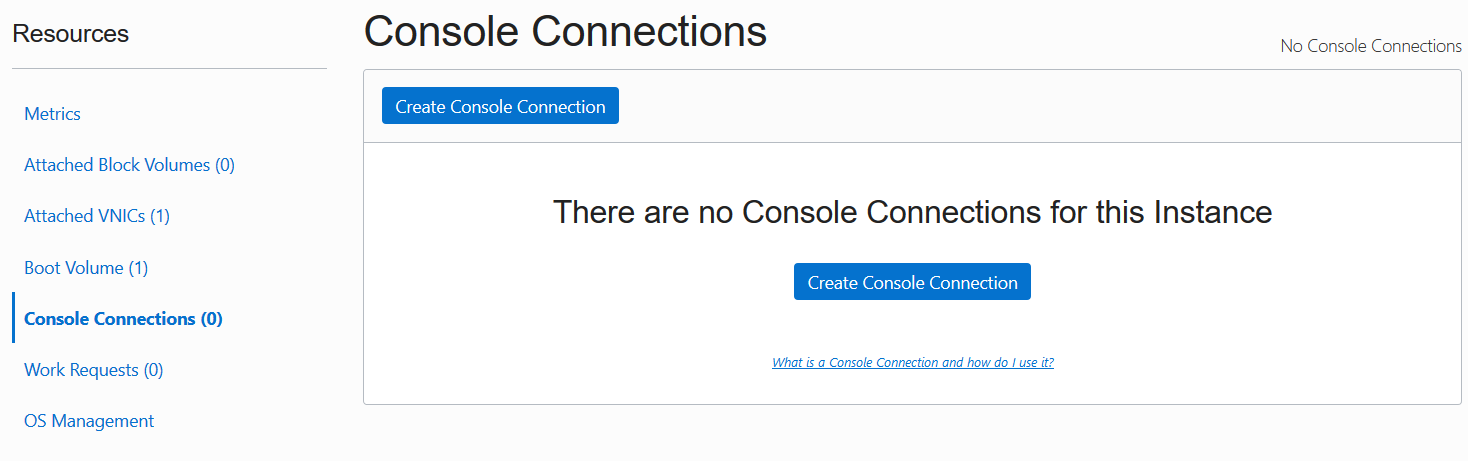 Resources
Metrics
Attached Block Volumes (0)
Attached VNICs (1)
Boot Volume (1)
Console Connections (0)
Work Requests (0)
OS Management
Console Connections
No Console Connections
Create Console Connection
There are no Console Connections for this Instance
Create Console Connection
What is a Console Connection and how do I use it?